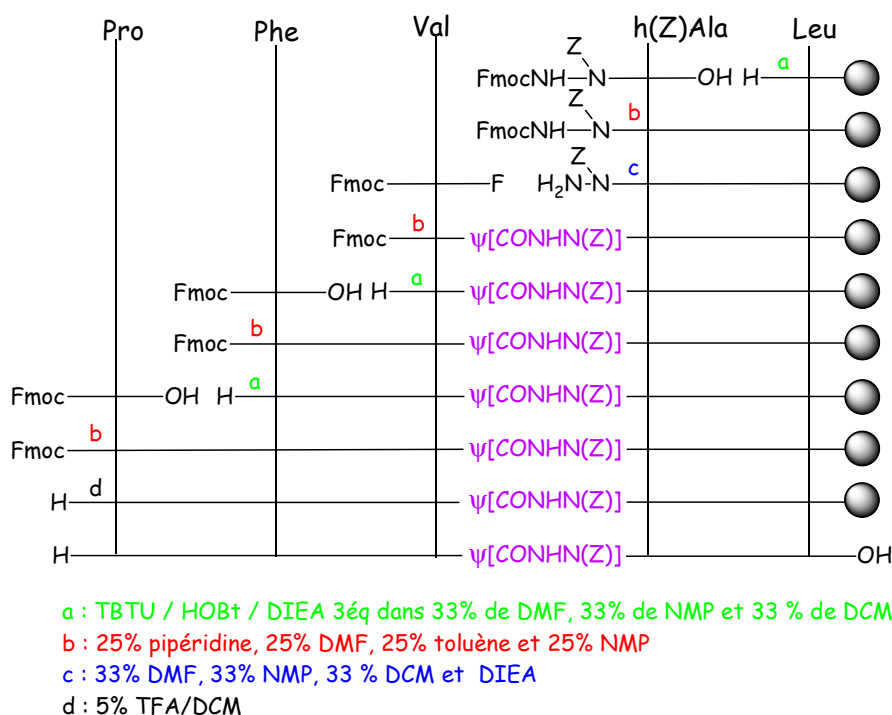 Pro Phe Val h(Z)Ala Leu
Z
FmocNH N OH H a
Z
FmocNH N b
Z
Fmoc F H₂N N c
Fmoc b ψ[CONHN(Z)]
Fmoc OH H a ψ[CONHN(Z)]
Fmoc b ψ[CONHN(Z)]
Fmoc OH H a ψ[CONHN(Z)]
Fmoc b ψ[CONHN(Z)]
H d ψ[CONHN(Z)]
H ψ[CONHN(Z)] OH
a : TBTU / HOBt / DIEA 3éq dans 33% de DMF, 33% de NMP et 33 % de DCM
b : 25% pipéridine, 25% DMF, 25% toluène et 25% NMP
c : 33% DMF, 33% NMP, 33 % DCM et DIEA
d : 5% TFA/DCM